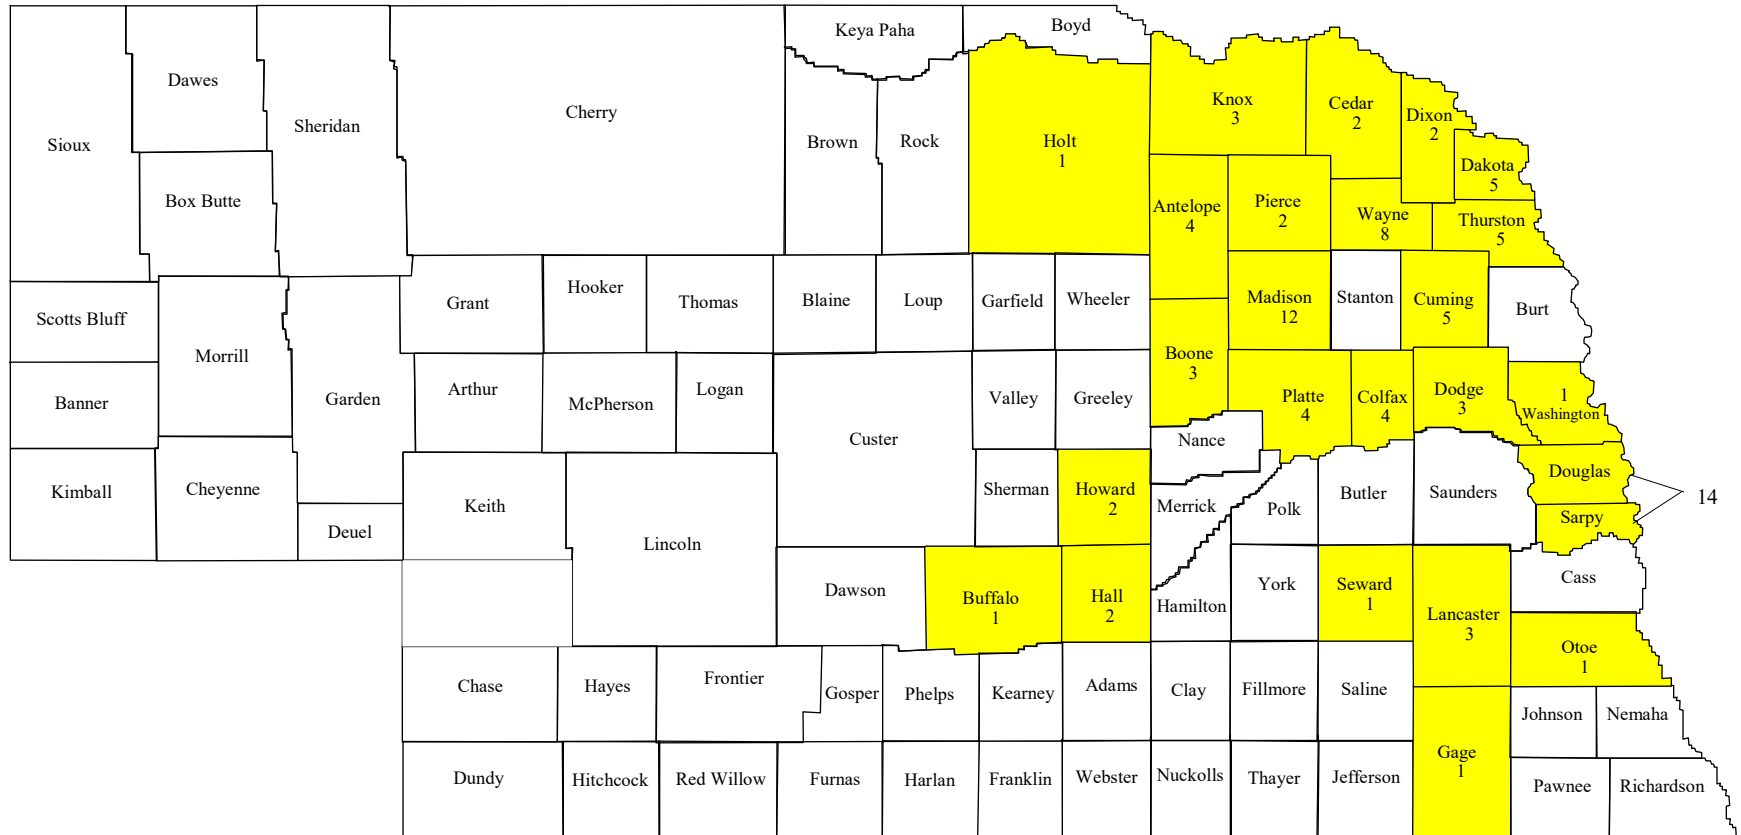 Keya Paha
Boyd
Dawes
Sioux
Sheridan
Cherry
Brown
Rock
Holt
1
Knox
3
Cedar
2
Dixon
2
Dakota
5
Box Butte
Antelope
4
Pierce
2
Wayne
8
Thurston
5
Scotts Bluff
Morrill
Grant
Hooker
Thomas
Blaine
Loup
Garfield
Wheeler
Madison
12
Stanton
Cuming
5
Burt
Banner
Garden
Arthur
McPherson
Logan
Custer
Valley
Greeley
Boone
3
Platte
4
Colfax
4
Dodge
3
1
Washington
Nance
Kimball
Cheyenne
Deuel
Keith
Lincoln
Sherman
Howard
2
Merrick
Polk
Butler
Saunders
Douglas
Sarpy
14
Dawson
Buffalo
1
Hall
2
Hamilton
York
Seward
1
Lancaster
3
Cass
Otoe
1
Chase
Hayes
Frontier
Gosper
Phelps
Kearney
Adams
Clay
Fillmore
Saline
Johnson
Nemaha
Dundy
Hitchcock
Red Willow
Furnas
Harlan
Franklin
Webster
Nuckolls
Thayer
Jefferson
Gage
1
Pawnee
Richardson